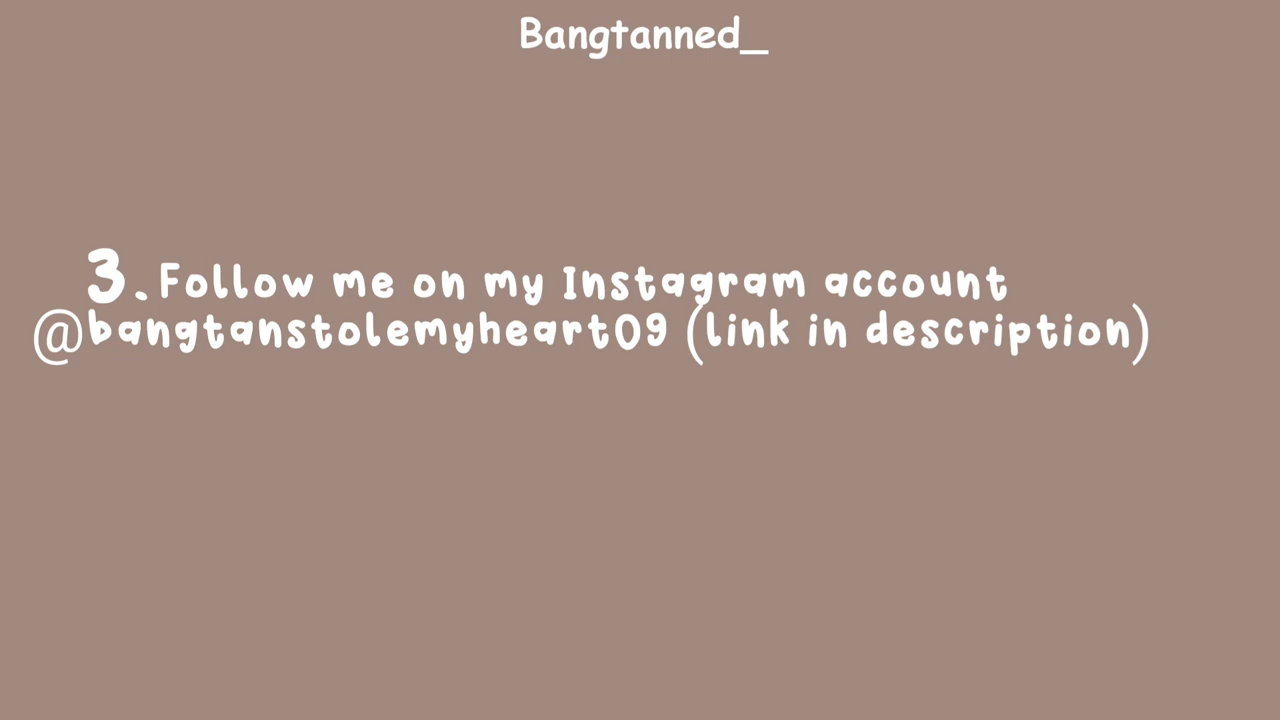 Bangtanned_
3.Follow me on my Instagram account
@bangtanstolemyheart09 (link in description)